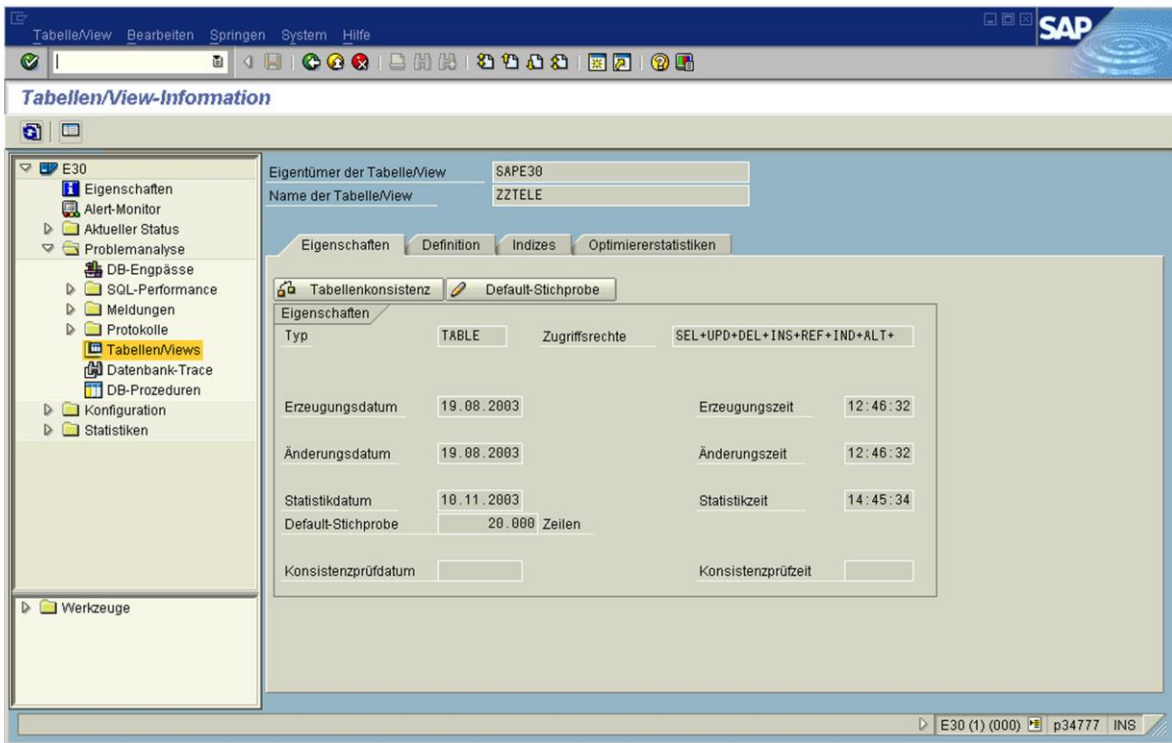 Tabelle/View Bearbeiten Springen System Hilfe
SAP
Tabellen/View-Information
E30
Eigenschaften
Alert-Monitor
Aktueller Status
Problemanalyse
DB-Engpässe
SQL-Performance
Meldungen
Protokolle
Tabellen/Views
Datenbank-Trace
DB-Prozeduren
Konfiguration
Statistiken
Werkzeuge
Eigentümer der Tabelle/View SAPE30
Name der Tabelle/View ZZTELE
Eigenschaften Definition Indizes Optimiererstatistiken
Tabellenkonsistenz Default-Stichprobe
Eigenschaften
Typ TABLE Zugriffsrechte SEL+UPD+DEL+INS+REF+IND+ALT+
Erzeugungsdatum 19.08.2003 Erzeugungszeit 12:46:32
Änderungsdatum 19.08.2003 Änderungszeit 12:46:32
Statistikdatum 10.11.2003 Statistikzeit 14:45:34
Default-Stichprobe 20.000 Zeilen
Konsistenzprüfdatum Konsistenzprüfzeit
E30 (1) (000) p34777 INS